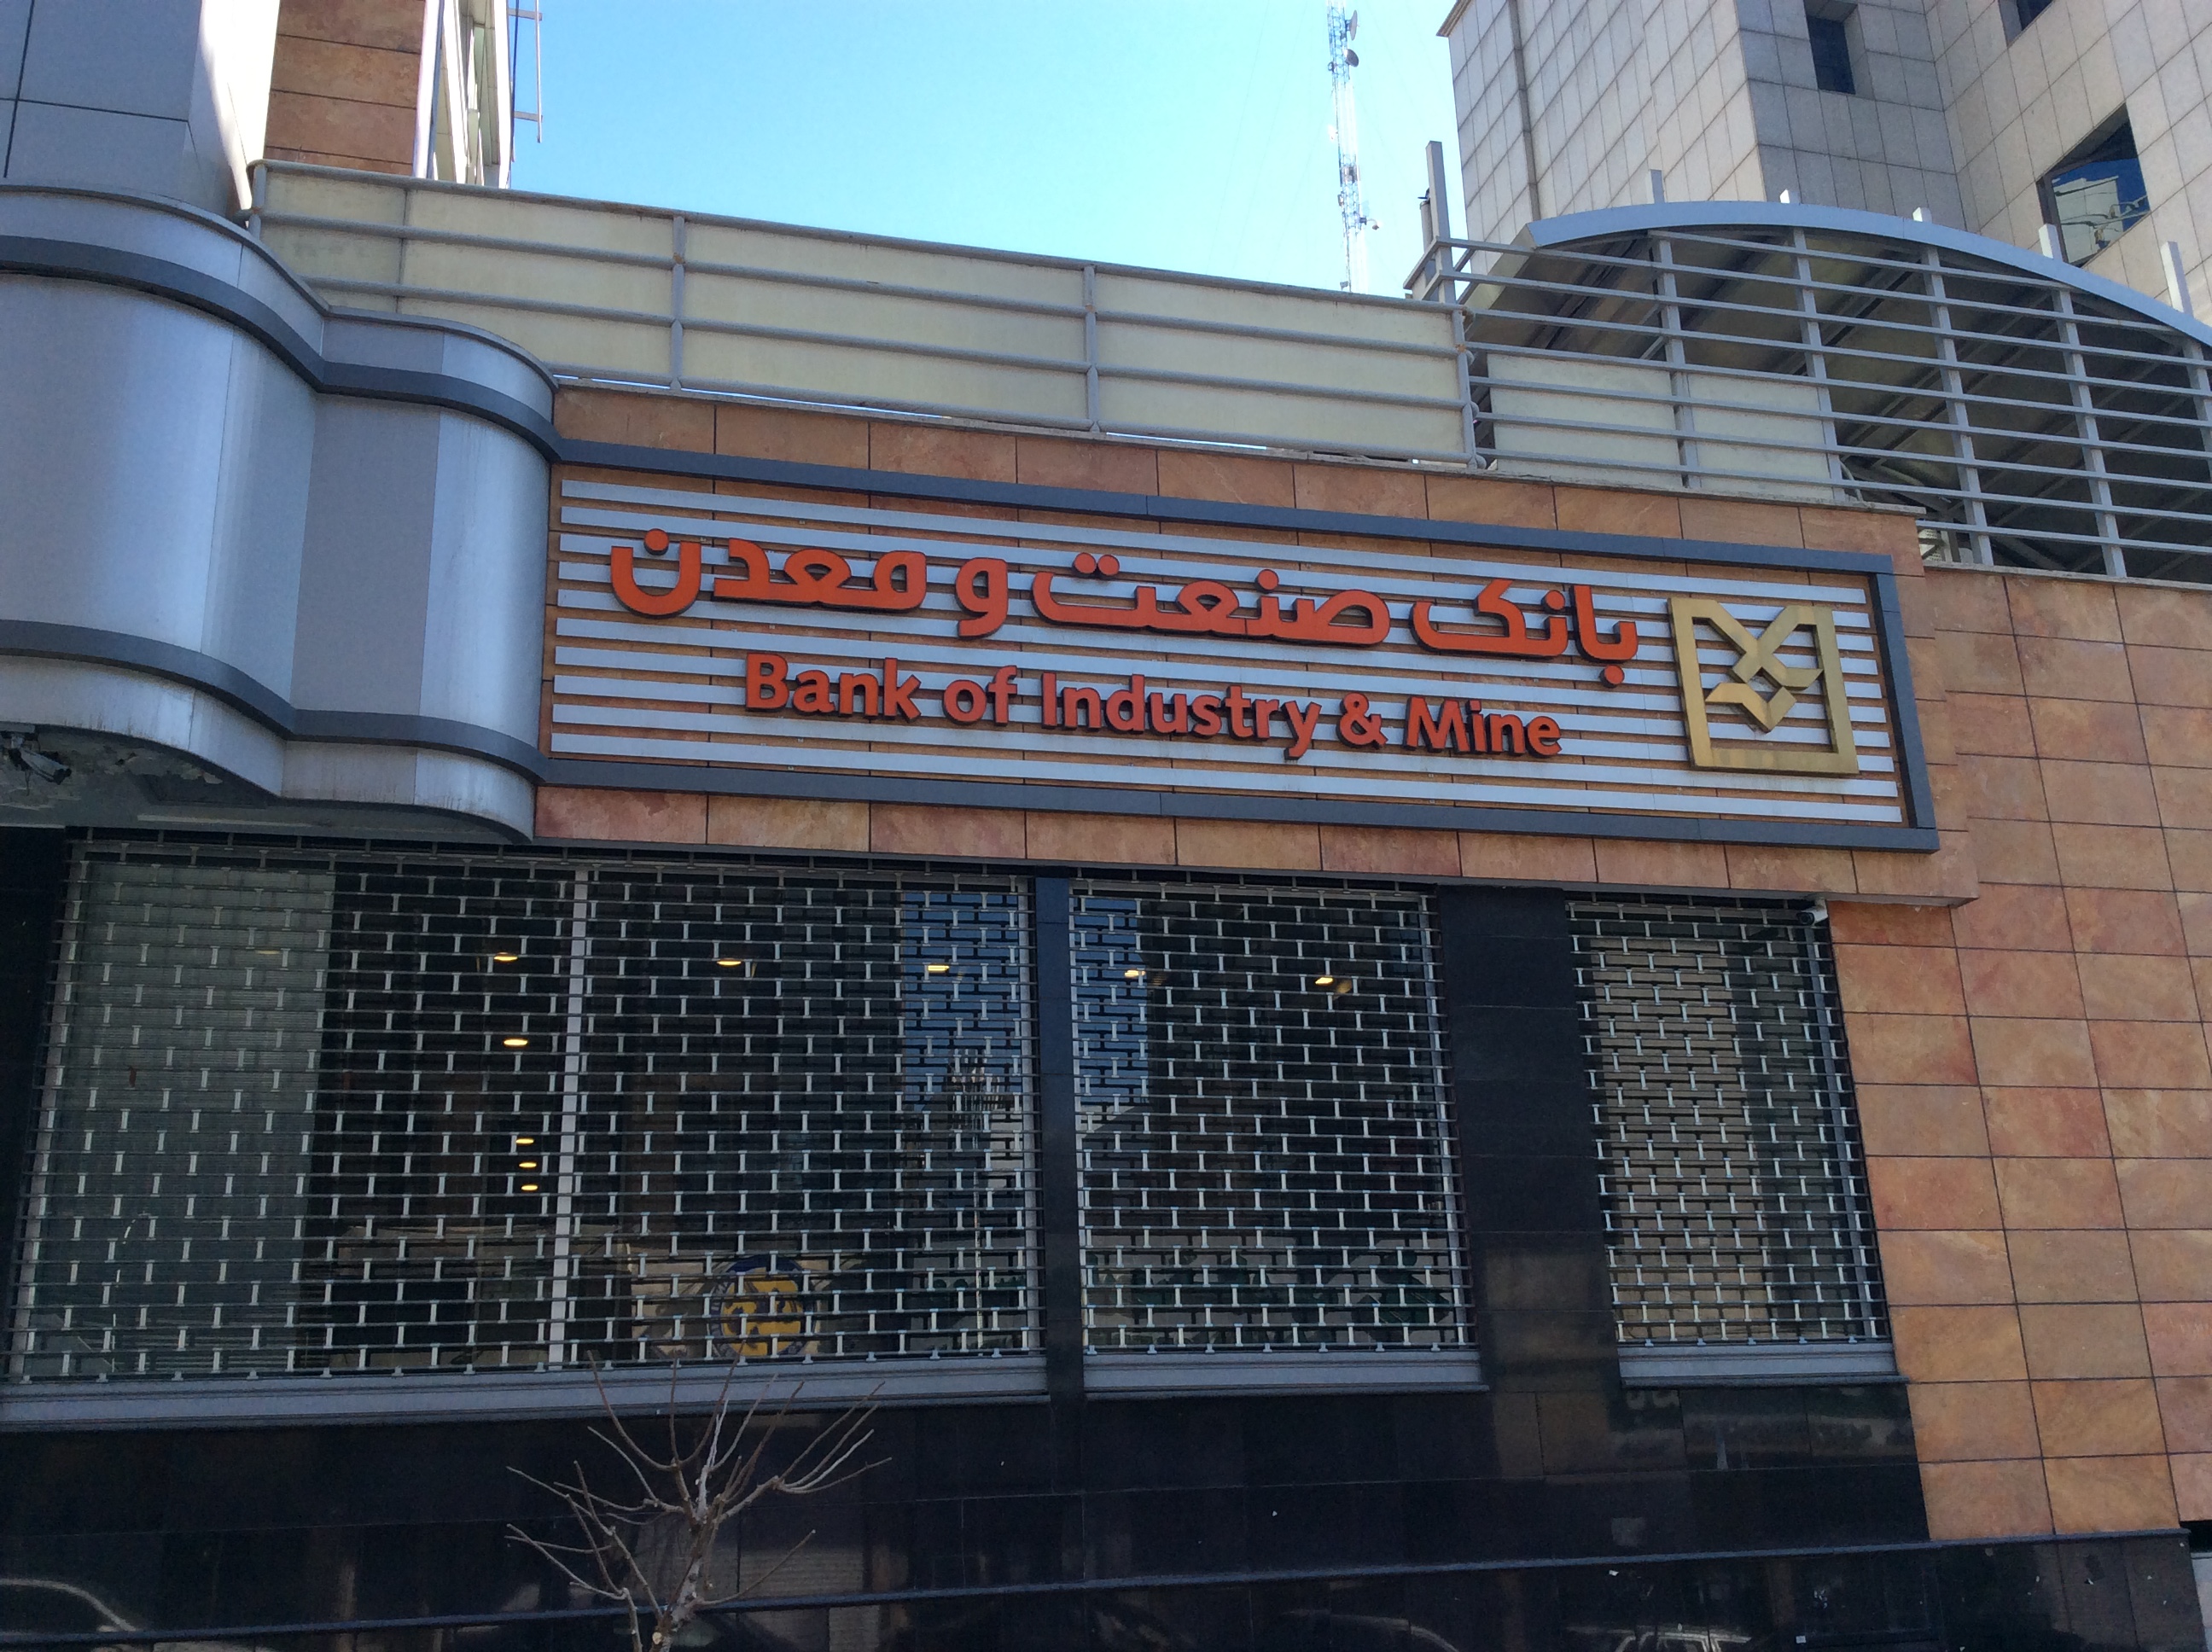 بانک صنعت و معدن
Bank of Industry & Mine